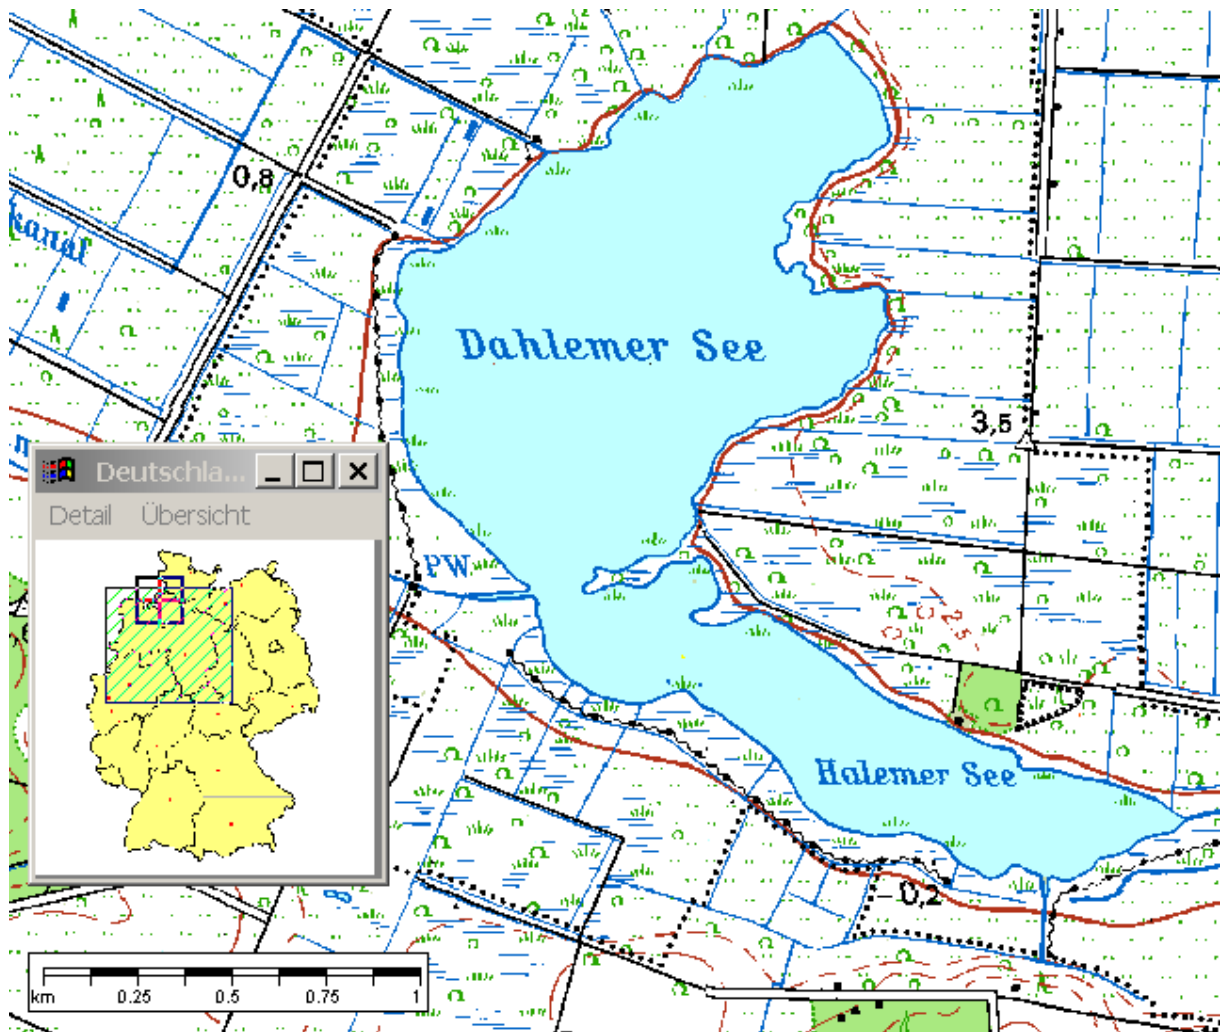 0,8
kanal
Dahlemer See
3,5
Deutschla...
Detail Übersicht
PW
25
Halemer See
0,2
km 0.25 0.5 0.75 1